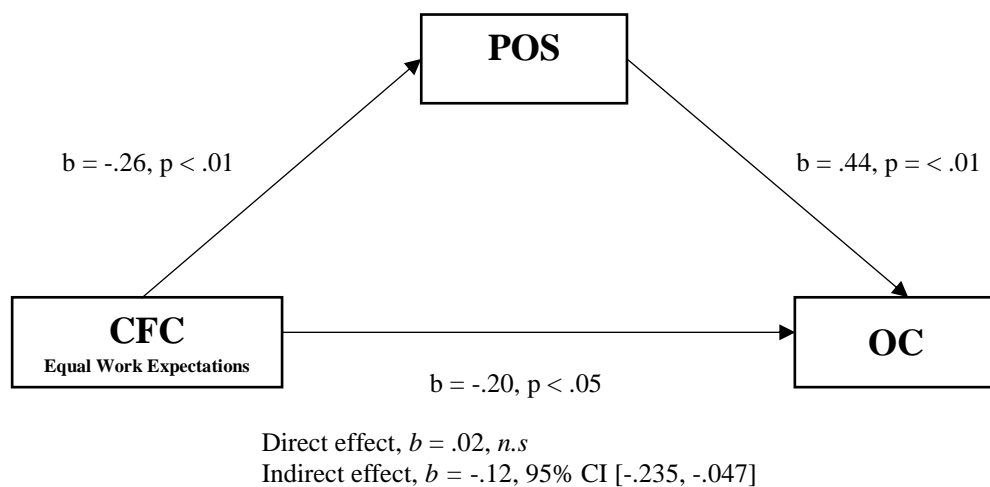 POS
b = -.26, p < .01
b = .44, p = < .01
CFC
Equal Work Expectations
OC
b = -.20, p < .05
Direct effect, b = .02, n.s
Indirect effect, b = -.12, 95% CI [-.235, -.047]